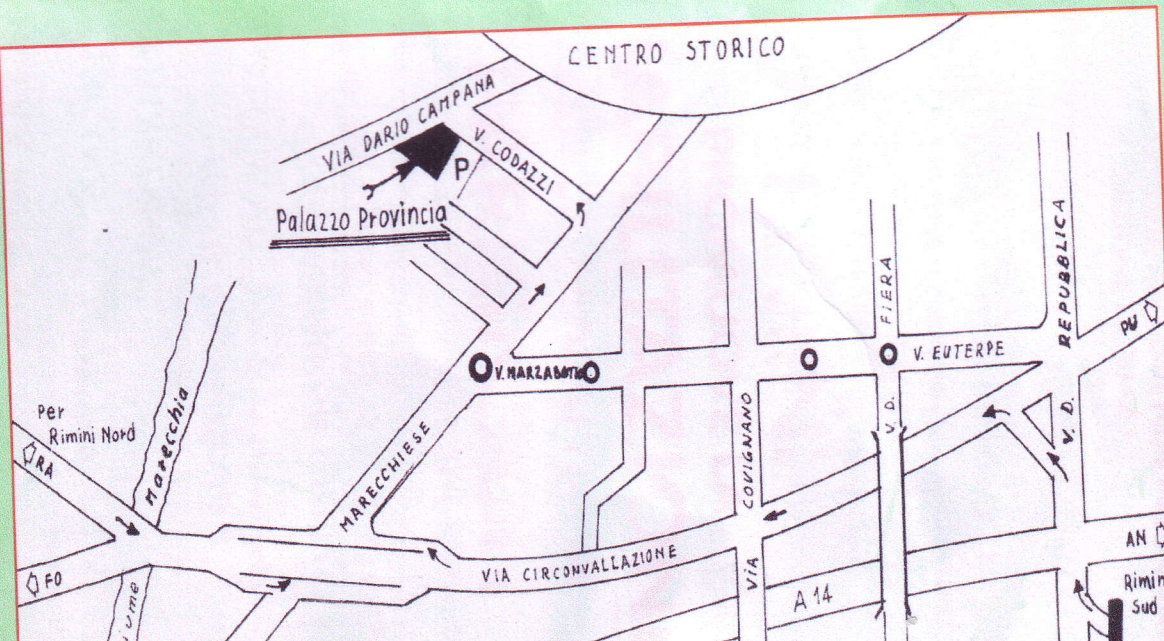 CENTRO STORICO
VIA DARIO CAMPANA
V. CODAZZI
P
Palazzo Provincia
REPUBBLICA
V. D.
FIERA
V. D.
PU
V. EUTERPE
V. MARZABOTTO
Per
Rimini Nord
RA
Marecchia
MARECCHIESE
COVIGNANO
VIA
VIA CIRCONVALLAZIONE
FO
A 14
AN
Rimin
Sud
iume